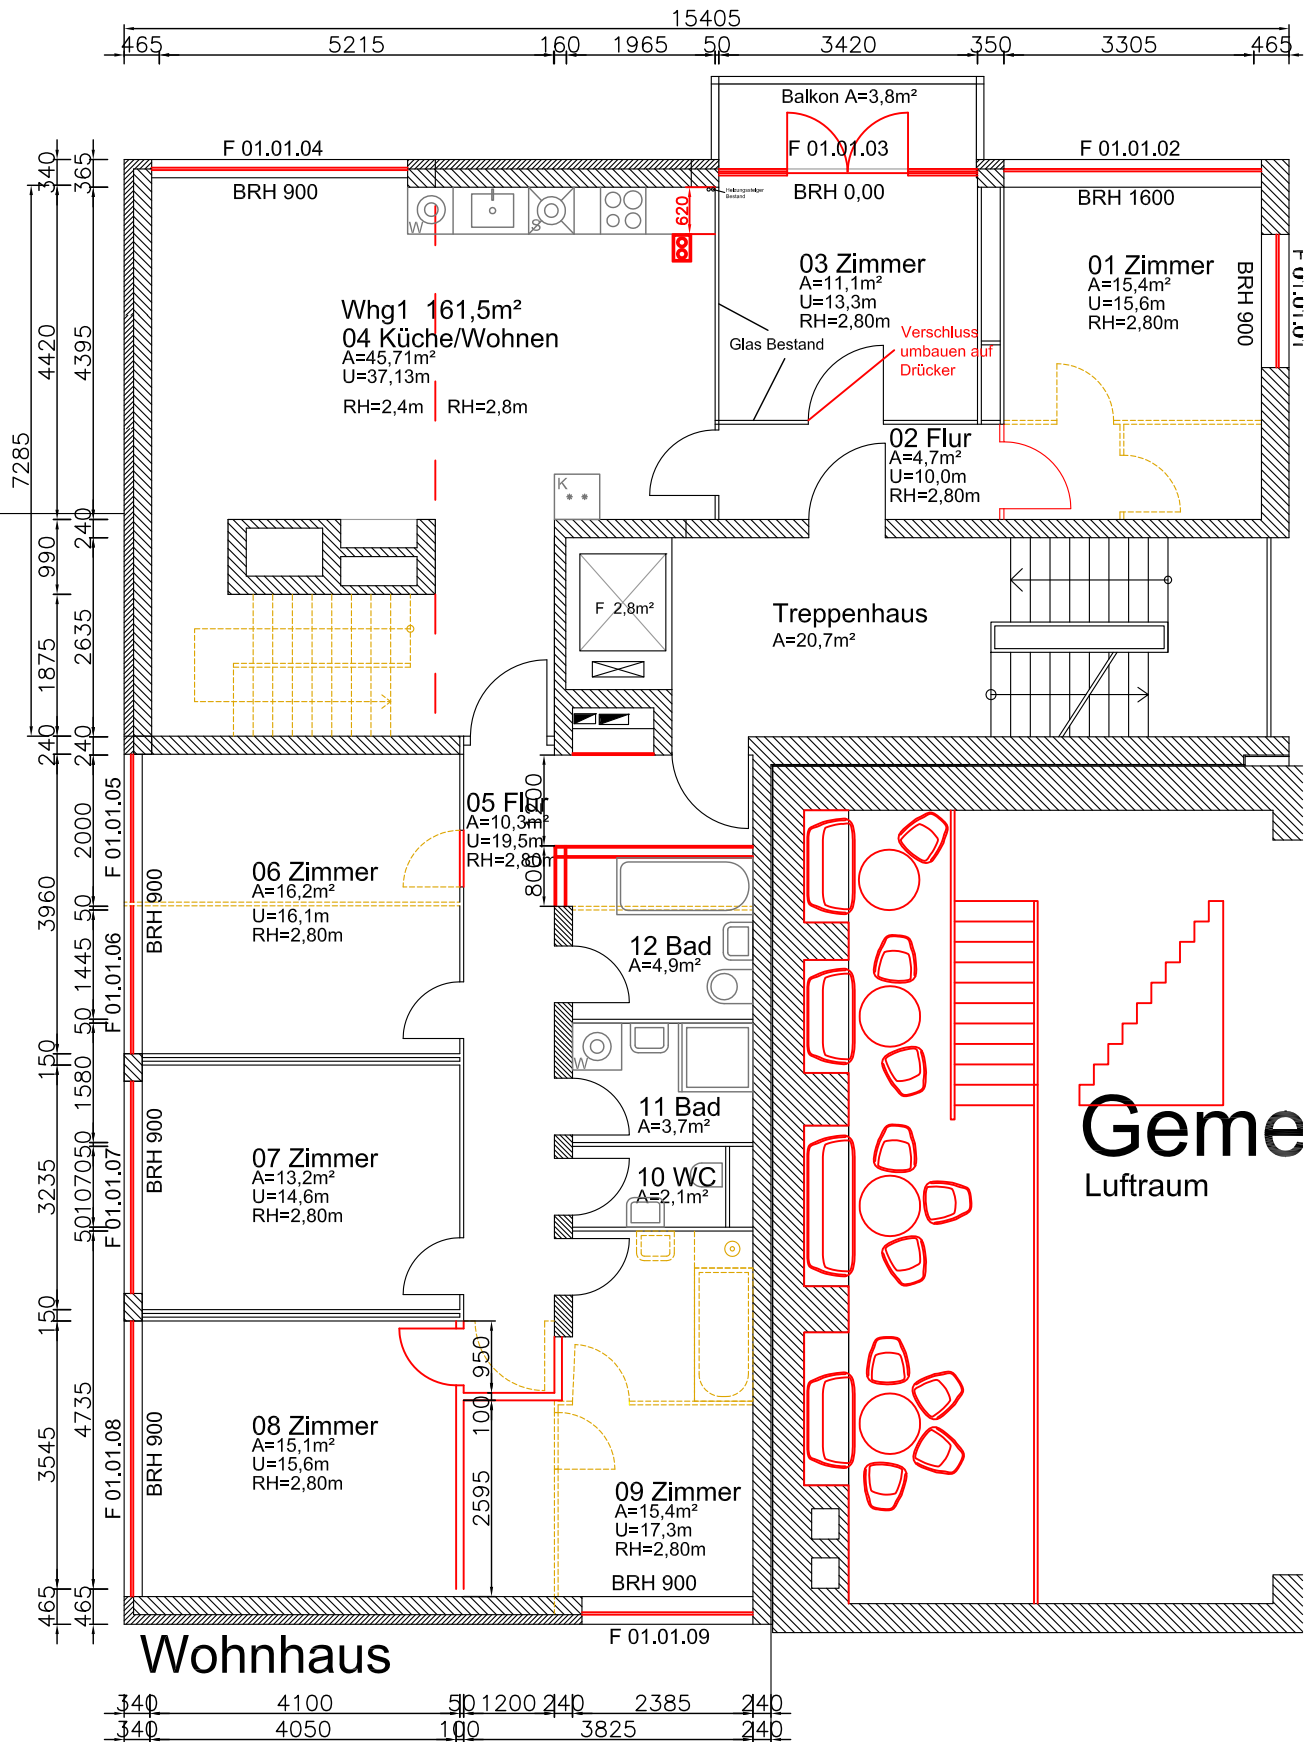 15405
465 5215 160 1965 50 3420 350 3305 465
Balkon A=3,8m²
F 01.01.04
F 01.01.03
F 01.01.02
BRH 900
BRH 0,00
BRH 1600
Heizungssteiger
Bestand
620
W
S
340
365
03 Zimmer
A=11,1m²
U=13,3m
RH=2,80m
01 Zimmer
A=15,4m²
U=15,6m
RH=2,80m
BRH 900
F 01.01.01
Whg1 161,5m²
04 Küche/Wohnen
A=45,71m²
U=37,13m
RH=2,4m RH=2,8m
Glas Bestand
Verschluss
umbauen auf
Drücker
4420
4395
7285
02 Flur
A=4,7m²
U=10,0m
RH=2,80m
K
240
990
F 2,8m²
Treppenhaus
A=20,7m²
2635
1875
240
240
05 Flur
A=10,3m²
U=19,5m
RH=2,80m
1200
800
F 01.01.05
2000
06 Zimmer
A=16,2m²
U=16,1m
RH=2,80m
BRH 900
3960
50
1445
F 01.01.06
50
12 Bad
A=4,9m²
150
1580
W
11 Bad
A=3,7m²
BRH 900
50
Geme
Luftraum
07 Zimmer
A=13,2m²
U=14,6m
RH=2,80m
10 WC
A=2,1m²
3235
1070
50
F 01.01.07
150
950
100
4735
3545
F 01.01.08
BRH 900
08 Zimmer
A=15,1m²
U=15,6m
RH=2,80m
2595
09 Zimmer
A=15,4m²
U=17,3m
RH=2,80m
BRH 900
465
465
F 01.01.09
Wohnhaus
340 4100 50 1200 240 2385 240
340 4050 100 3825 240